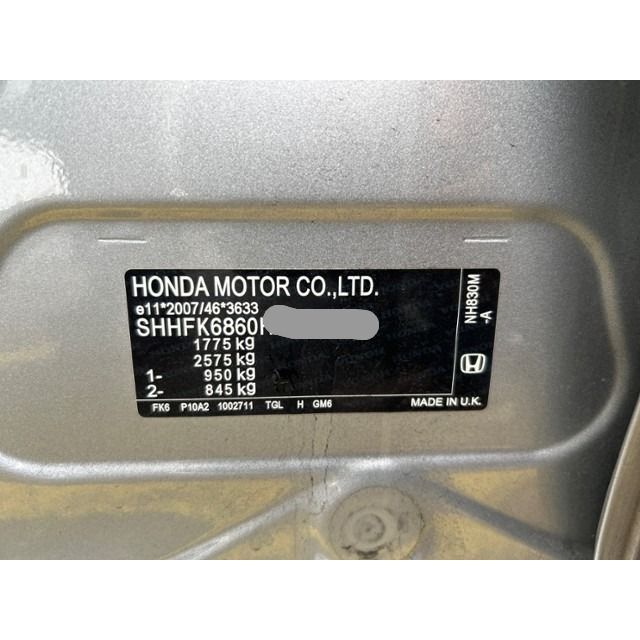 HONDA MOTOR CO.,LTD.
e11*2007/46*3633
SHHFK6860
1775 kg
2575 kg
1- 950 kg
2- 845 kg
FK6 P10A2 1002711 TGL H GM6 MADE IN U.K.
NH830M
-A